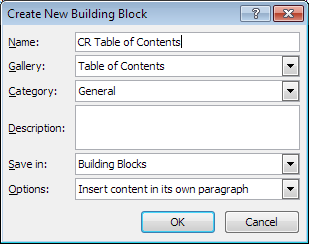 Create New Building Block
Name: CR Table of Contents
Gallery: Table of Contents
Category: General
Description:
Save in: Building Blocks
Options: Insert content in its own paragraph
OK Cancel